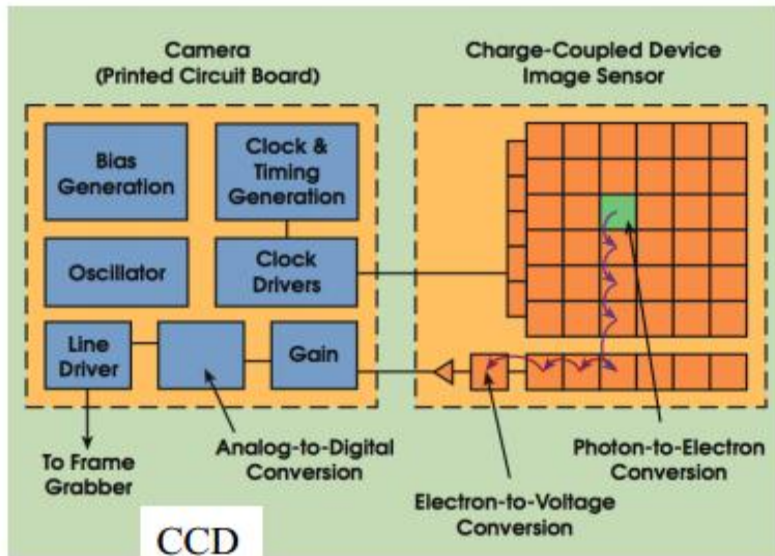 Camera
(Printed Circuit Board)
Charge-Coupled Device
Image Sensor
Bias
Generation
Clock &
Timing
Generation
Oscillator
Clock
Drivers
Line
Driver
Gain
To Frame
Grabber
Analog-to-Digital
Conversion
Electron-to-Voltage
Conversion
Photon-to-Electron
Conversion
CCD